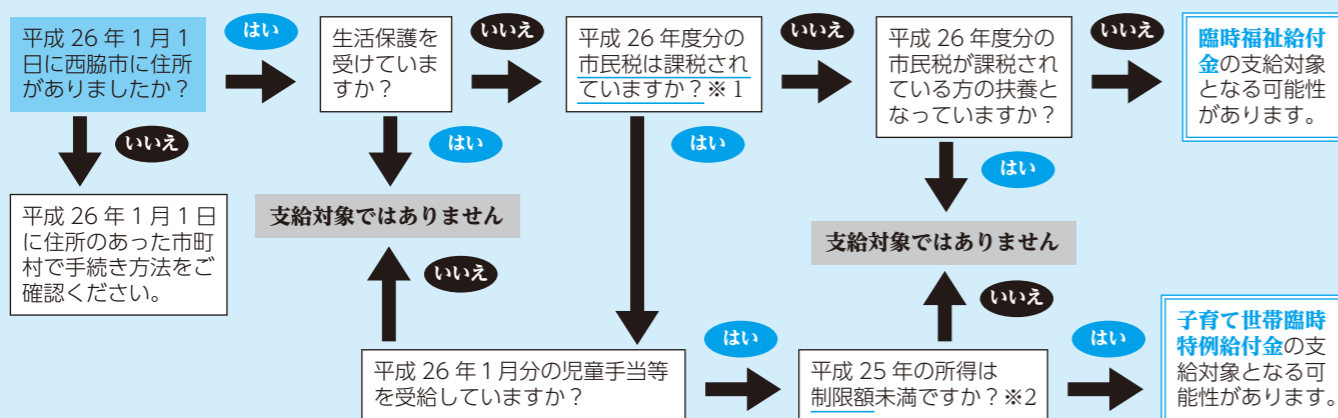 平成 26 年 1 月 1
日に西脇市に住所
がありましたか？
はい
生活保護を
受けていま
すか？
いいえ
平成 26 年度分の
市民税は課税され
ていますか？※ 1
いいえ
平成 26 年度分の
市民税が課税され
ている方の扶養と
なっていますか？
いいえ
臨時福祉給付
金の支給対象
となる可能性
があります。
いいえ
はい
はい
はい
平成 26 年 1 月 1 日
に住所のあった市町
村で手続き方法をご
確認ください。
支給対象ではありません
支給対象ではありません
いいえ
いいえ
平成 26 年 1 月分の児童手当等
を受給していますか？
はい
平成 25 年の所得は
制限額未満ですか？※2
はい
子育て世帯臨時
特例給付金の支
給対象となる可
能性があります。